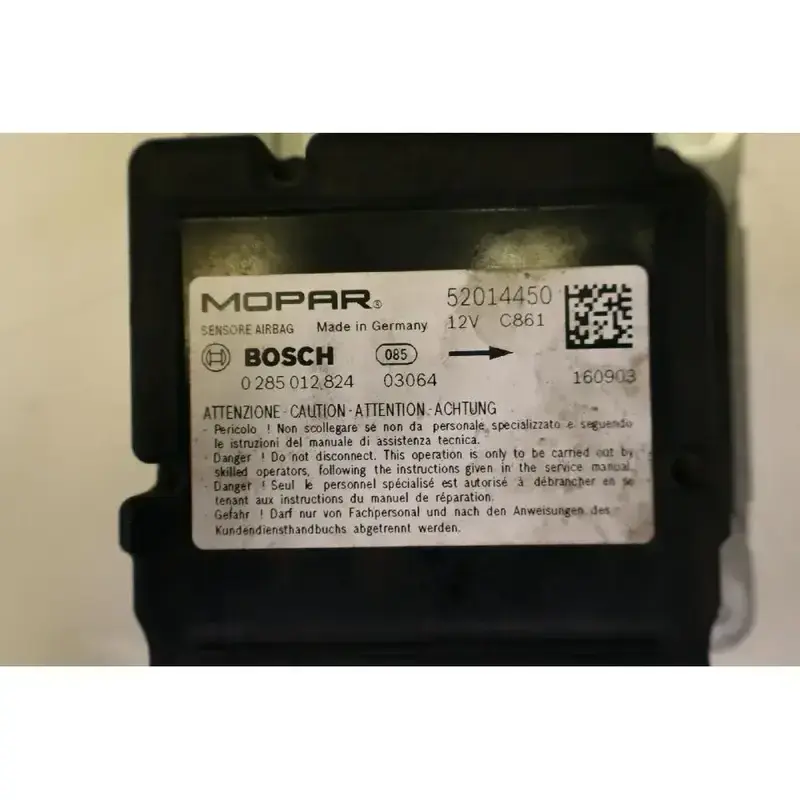 MOPAR® 52014450
SENSORE AIRBAG Made in Germany 12V C861
BOSCH 085
0 285 012 824 03064 160903
ATTENZIONE - CAUTION - ATTENTION - ACHTUNG
- Pericolo ! Non scollegare se non da personale specializzato e seguendo
le istruzioni del manuale di assistenza tecnica.
- Danger ! Do not disconnect. This operation is only to be carried out by
skilled operators, following the instructions given in the service manual.
- Danger ! Seul le personnel spécialisé est autorisé à débrancher en se
tenant aux instructions du manuel de réparation.
- Gefahr ! Darf nur von Fachpersonal und nach den Anweisungen des
Kundendiensthandbuchs abgetrennt werden.